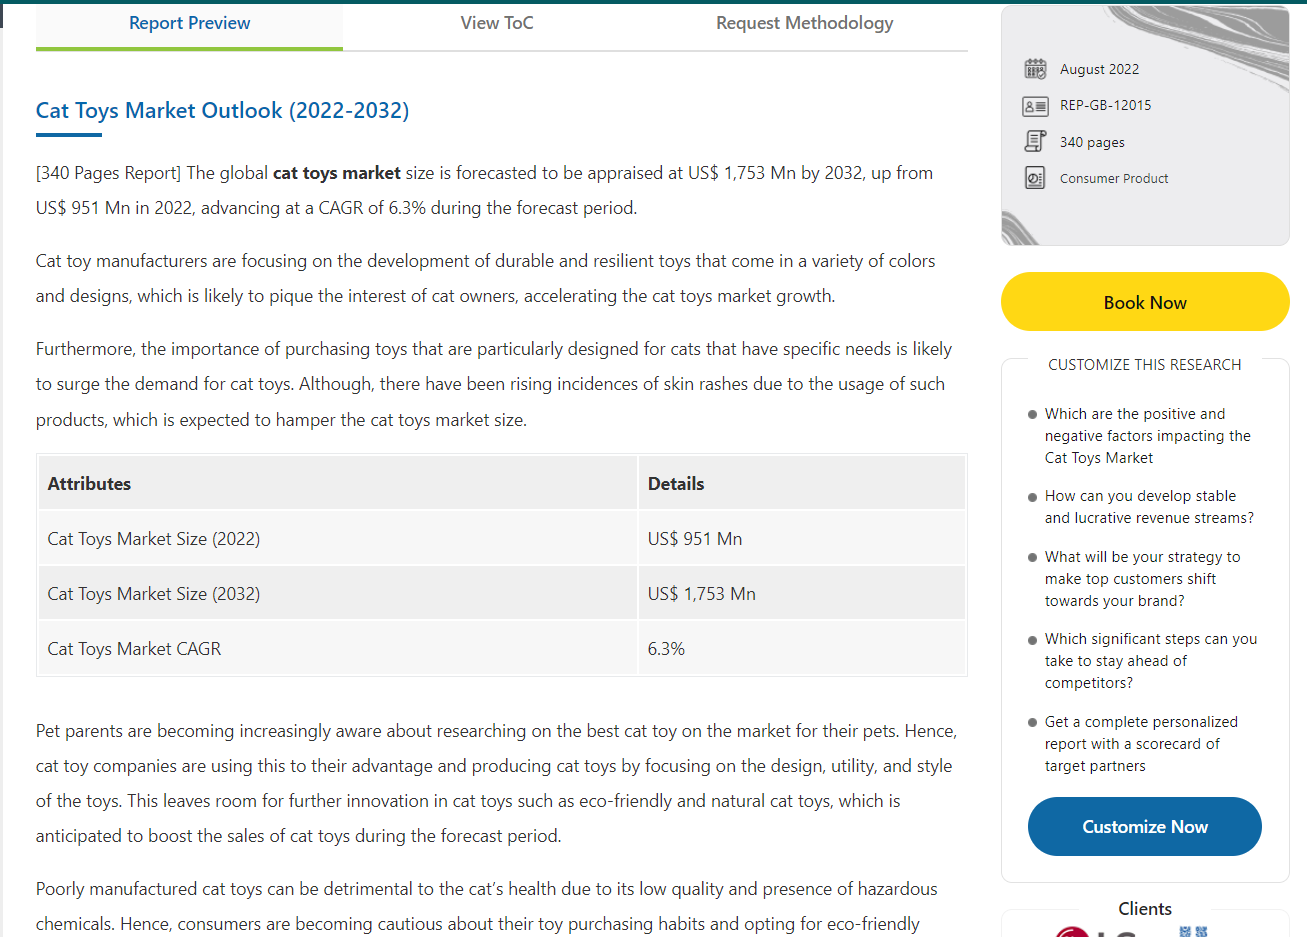 Report Preview
View ToC
Request Methodology
Cat Toys Market Outlook (2022-2032)
[340 Pages Report] The global cat toys market size is forecasted to be appraised at US$ 1,753 Mn by 2032, up from
US$ 951 Mn in 2022, advancing at a CAGR of 6.3% during the forecast period.
Cat toy manufacturers are focusing on the development of durable and resilient toys that come in a variety of colors
and designs, which is likely to pique the interest of cat owners, accelerating the cat toys market growth.
Furthermore, the importance of purchasing toys that are particularly designed for cats that have specific needs is likely
to surge the demand for cat toys. Although, there have been rising incidences of skin rashes due to the usage of such
products, which is expected to hamper the cat toys market size.
Attributes
Details
Cat Toys Market Size (2022)
US$ 951 Mn
Cat Toys Market Size (2032)
US$ 1,753 Mn
Cat Toys Market CAGR
6.3%
Pet parents are becoming increasingly aware about researching on the best cat toy on the market for their pets. Hence,
cat toy companies are using this to their advantage and producing cat toys by focusing on the design, utility, and style
of the toys. This leaves room for further innovation in cat toys such as eco-friendly and natural cat toys, which is
anticipated to boost the sales of cat toys during the forecast period.
Poorly manufactured cat toys can be detrimental to the cat's health due to its low quality and presence of hazardous
chemicals. Hence, consumers are becoming cautious about their toy purchasing habits and opting for eco-friendly
August 2022
REP-GB-12015
340 pages
Consumer Product
Book Now
CUSTOMIZE THIS RESEARCH
Which are the positive and
negative factors impacting the
Cat Toys Market
How can you develop stable
and lucrative revenue streams?
What will be your strategy to
make top customers shift
towards your brand?
Which significant steps can you
take to stay ahead of
competitors?
Get a complete personalized
report with a scorecard of
target partners
Customize Now
Clients